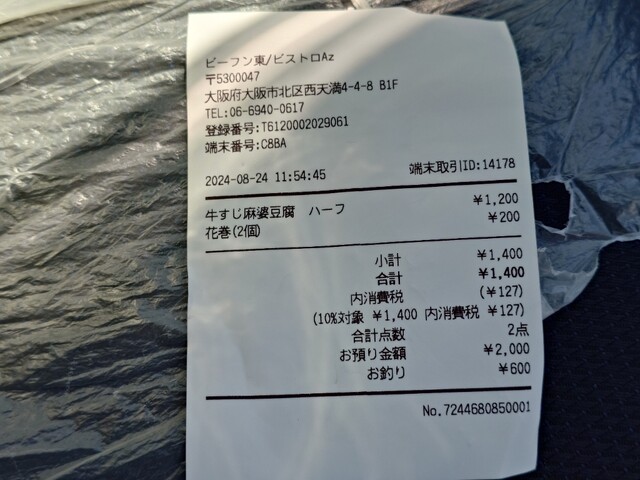 ビーフン東/ビストロAz
〒5300047
大阪府大阪市北区西天満4-4-8 B1F
TEL:06-6940-0617
登録番号:T6120002029061
端末番号:C8BA
2024-08-24 11:54:45 端末取引ID:14178
牛すじ麻婆豆腐 ハーフ ¥1,200
花巻(2個) ¥200
小計 ¥1,400
合計 ¥1,400
内消費税 (¥127)
(10%対象 ¥1,400 内消費税 ¥127)
合計点数 2点
お預り金額 ¥2,000
お釣り ¥600
No.7244680850001